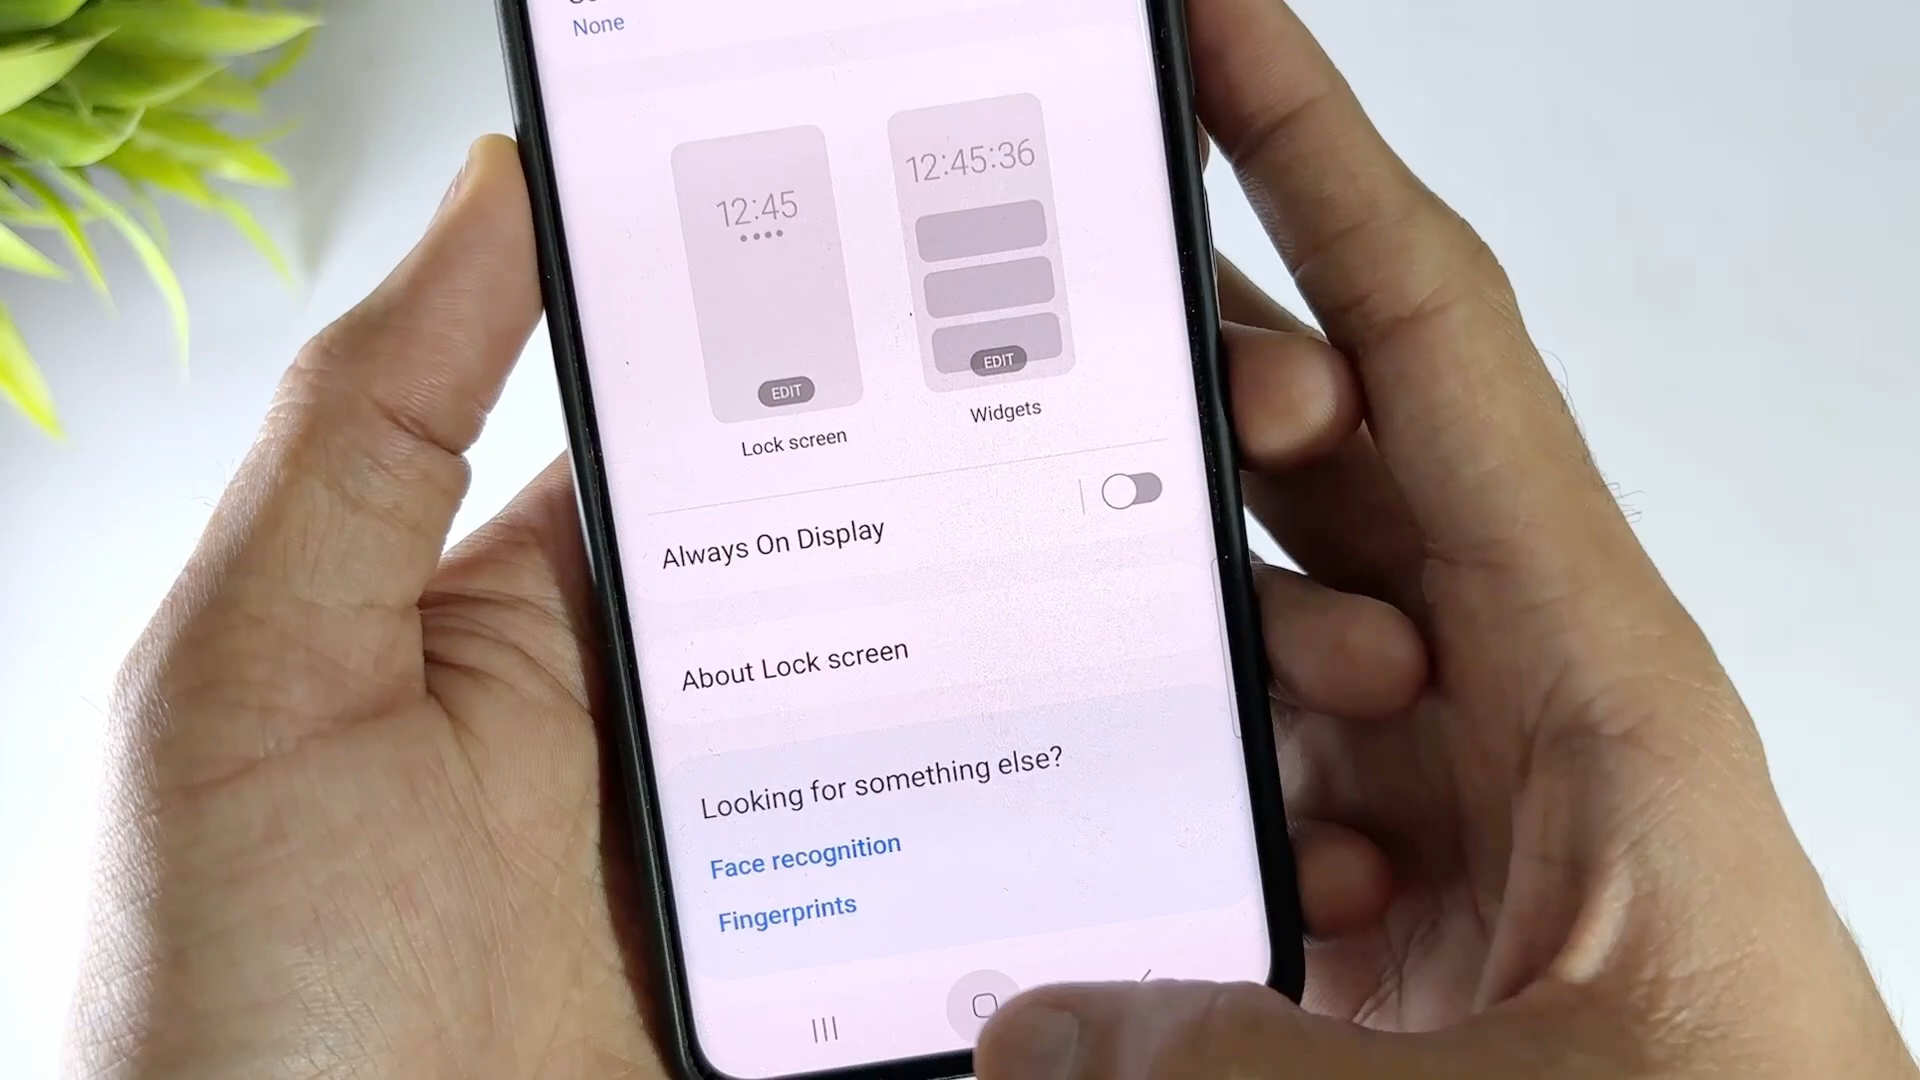 None
12:45
12:45:36
EDIT
EDIT
Lock screen
Widgets
Always On Display
About Lock screen
Looking for something else?
Face recognition
Fingerprints